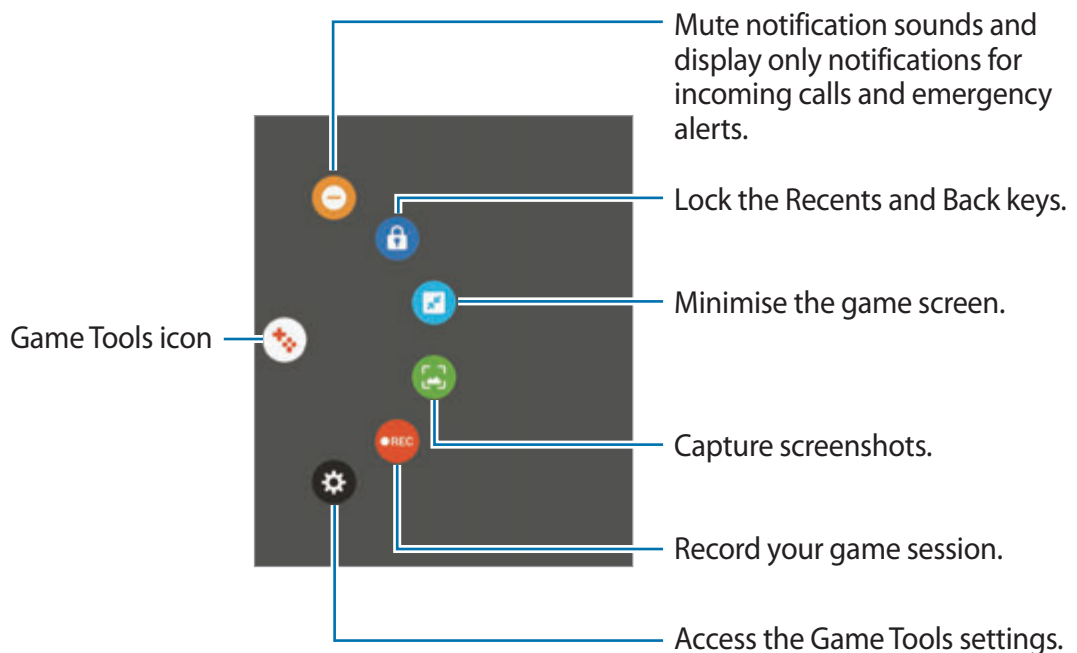 Mute notification sounds and
display only notifications for
incoming calls and emergency
alerts.
Lock the Recents and Back keys.
Minimise the game screen.
Game Tools icon
Capture screenshots.
REC
Record your game session.
Access the Game Tools settings.